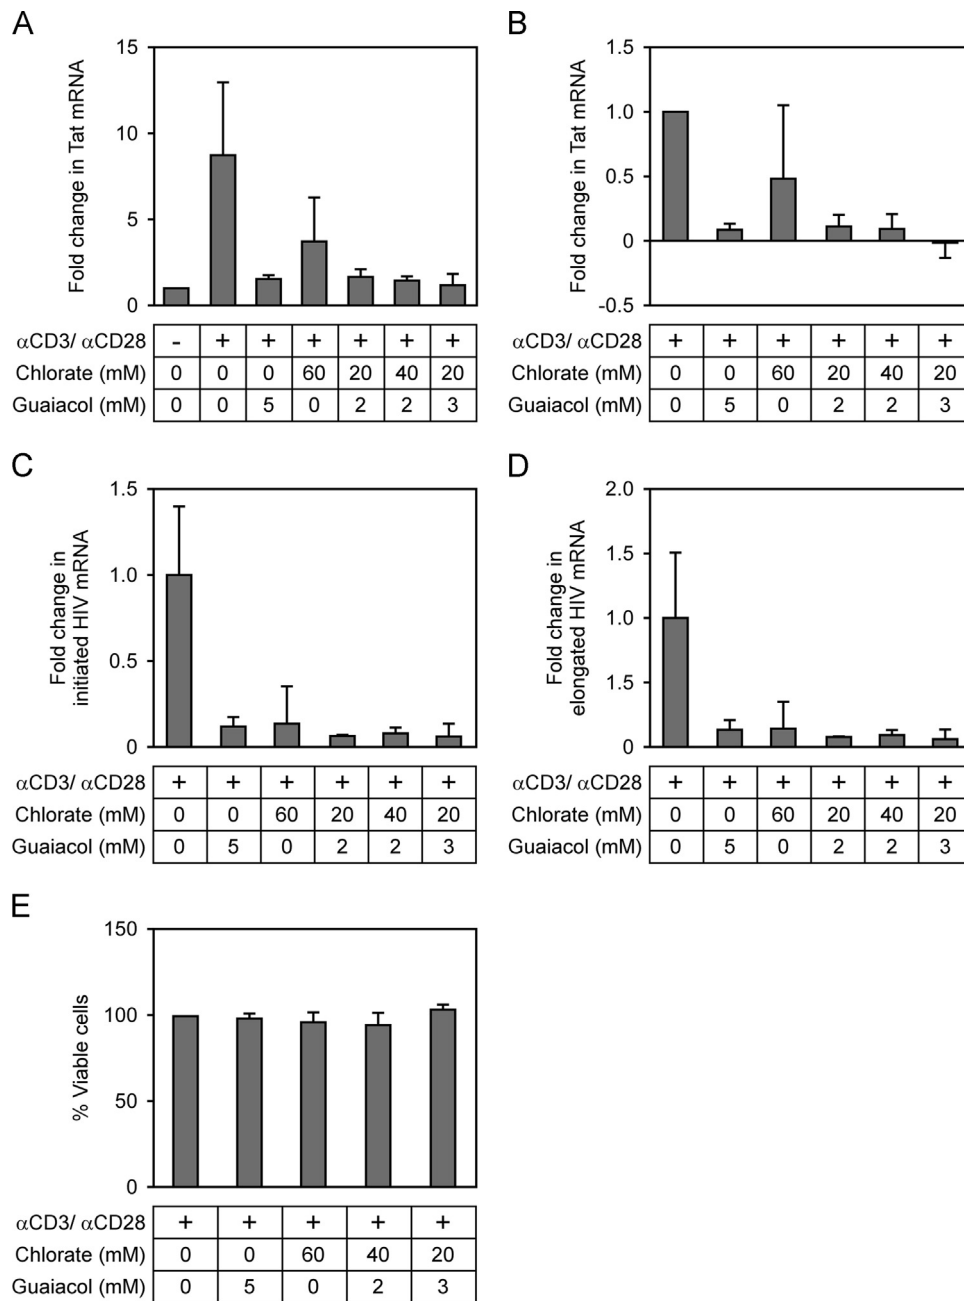 A
Fold change in Tat mRNA
15
10
5
0
αCD3/ αCD28 - + + + + + +
Chlorate (mM) 0 0 0 60 20 40 20
Guaiacol (mM) 0 0 5 0 2 2 3
B
Fold change in Tat mRNA
1.5
1.0
0.5
0
-0.5
αCD3/ αCD28 + + + + + +
Chlorate (mM) 0 0 60 20 40 20
Guaiacol (mM) 0 5 0 2 2 3
C
Fold change in
initiated HIV mRNA
1.5
1.0
0.5
0
αCD3/ αCD28 + + + + + +
Chlorate (mM) 0 0 60 20 40 20
Guaiacol (mM) 0 5 0 2 2 3
D
Fold change in
elongated HIV mRNA
2.0
1.5
1.0
1.5
0
αCD3/ αCD28 + + + + + +
Chlorate (mM) 0 0 60 20 40 20
Guaiacol (mM) 0 5 0 2 2 3
E
% Viable cells
150
100
50
0
αCD3/ αCD28 + + + + +
Chlorate (mM) 0 0 60 40 20
Guaiacol (mM) 0 5 0 2 3